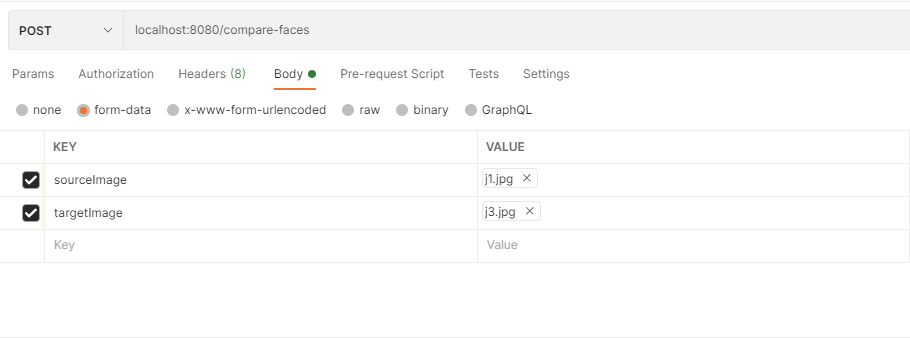 POST localhost:8080/compare-faces
Params Authorization Headers (8) Body Pre-request Script Tests Settings
none form-data x-www-form-urlencoded raw binary GraphQL
KEY VALUE
sourceImage j1.jpg
targetImage j3.jpg
Key Value